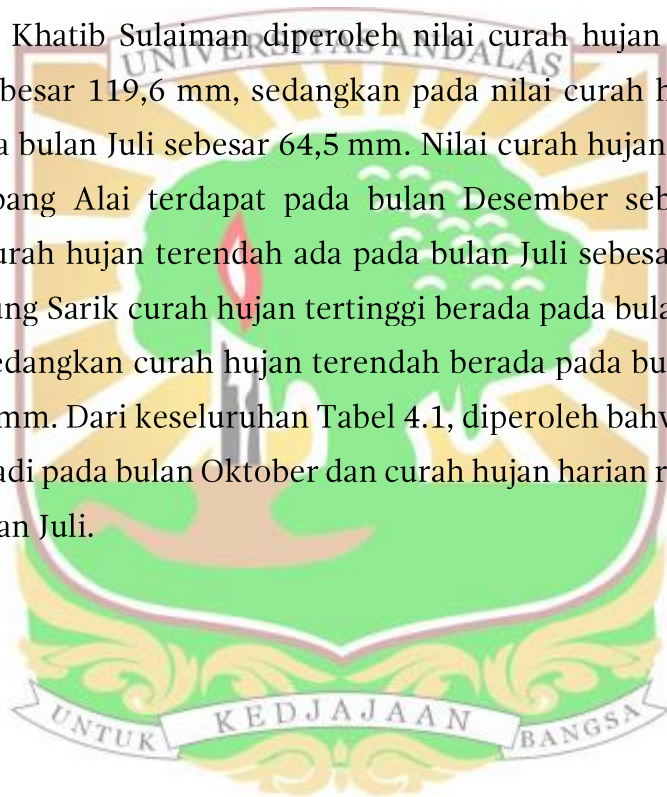 UNIVERSITAS ANDALAS
Khatib Sulaiman diperoleh nilai curah hujan
besar 119,6 mm, sedangkan pada nilai curah h
a bulan Juli sebesar 64,5 mm. Nilai curah hujan
pang Alai terdapat pada bulan Desember seb
urah hujan terendah ada pada bulan Juli sebesa
ung Sarik curah hujan tertinggi berada pada bula
edangkan curah hujan terendah berada pada bu
mm. Dari keseluruhan Tabel 4.1, diperoleh bahw
adi pada bulan Oktober dan curah hujan harian r
an Juli.
UNTUK KEDJAJAAN BANGSA